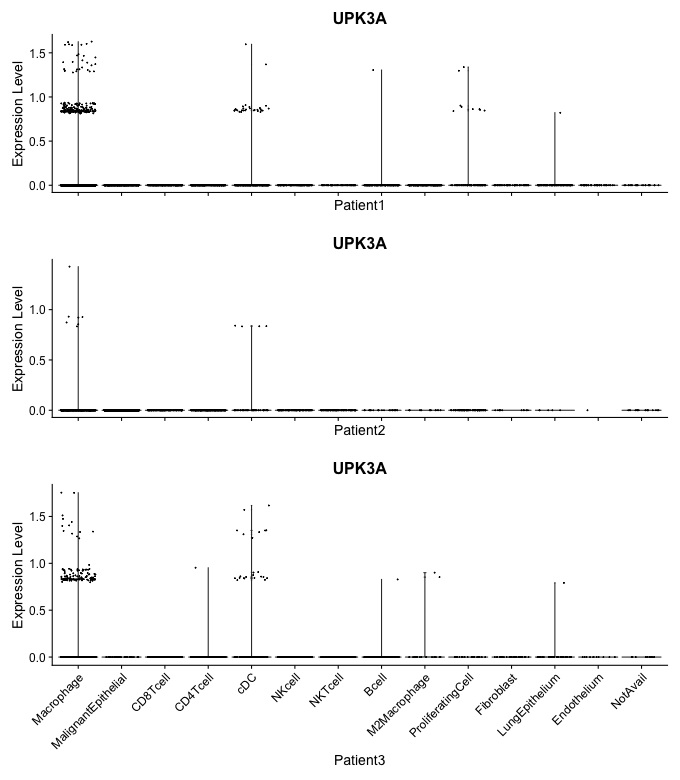 UPK3A
Expression Level
1.5
1.0
0.5
0.0
Patient1
UPK3A
Expression Level
1.0
0.5
0.0
Patient2
UPK3A
Expression Level
1.5
1.0
0.5
0.0
Macrophage
MalignantEpithelial
CD8Tcell
CD4Tcell
cDC
NKcell
NKTcell
Bcell
M2Macrophage
ProliferatingCell
Fibroblast
LungEpithelium
Endothelium
NotAvail
Patient3